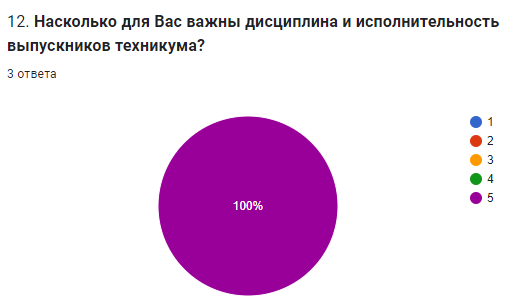 12. Насколько для Вас важны дисциплина и исполнительность
выпускников техникума?
3 ответа
100%
1
2
3
4
5